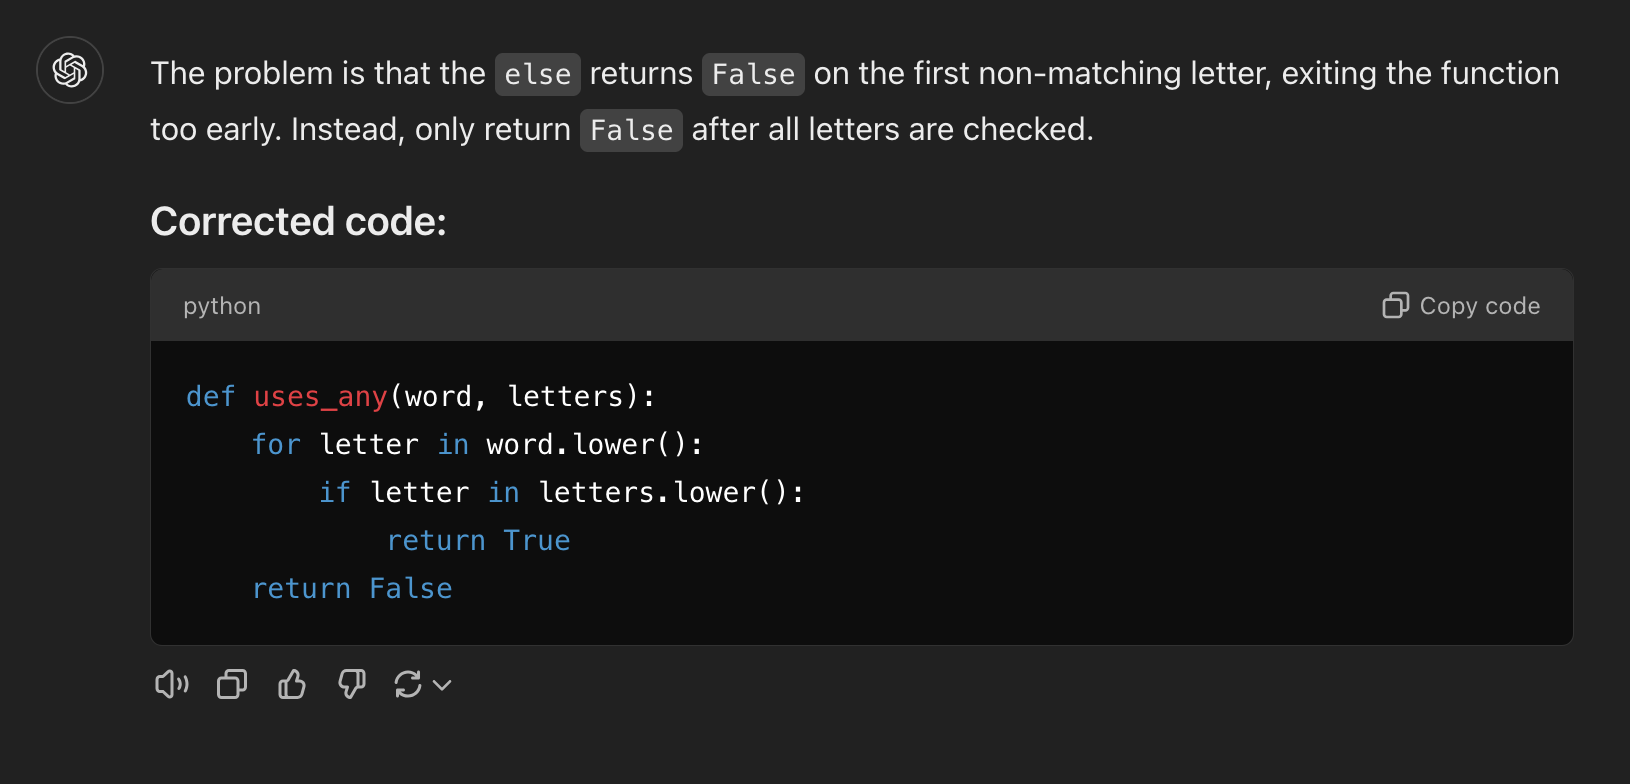 The problem is that the else returns False on the first non-matching letter, exiting the function
too early. Instead, only return False after all letters are checked.
Corrected code:
python Copy code
def uses_any(word, letters):
    for letter in word.lower():
        if letter in letters.lower():
            return True
    return False